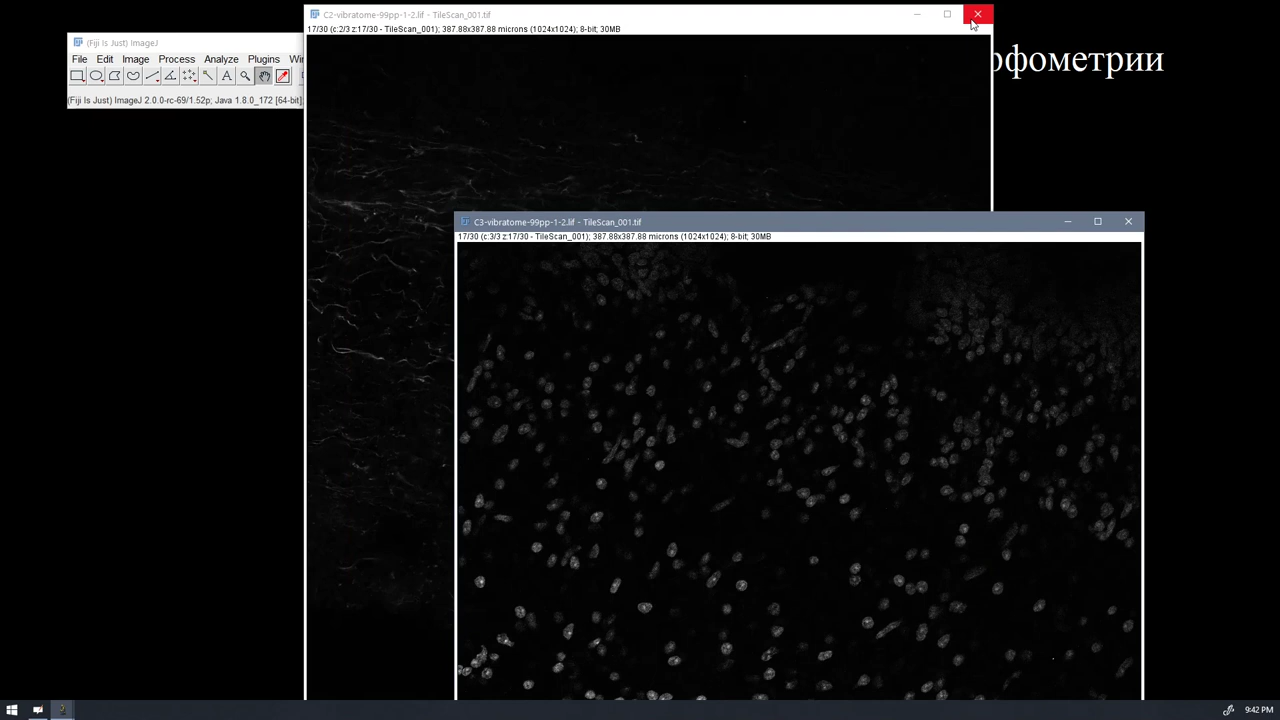 C2-vibratome-99pp-1-2.lif - TileScan_001.tif
17/30 (c:2/3 z:17/30 - TileScan_001); 387.88x387.88 microns (1024x1024); 8-bit; 30MB
(Fiji Is Just) ImageJ
File Edit Image Process Analyze Plugins Win
(Fiji Is Just) ImageJ 2.0.0-rc-69/1.52p; Java 1.8.0_172 [64-bit]
рфометрии
C3-vibratome-99pp-1-2.lif - TileScan_001.tif
17/30 (c:3/3 z:17/30 - TileScan_001); 387.88x387.88 microns (1024x1024); 8-bit; 30MB
9:42 PM